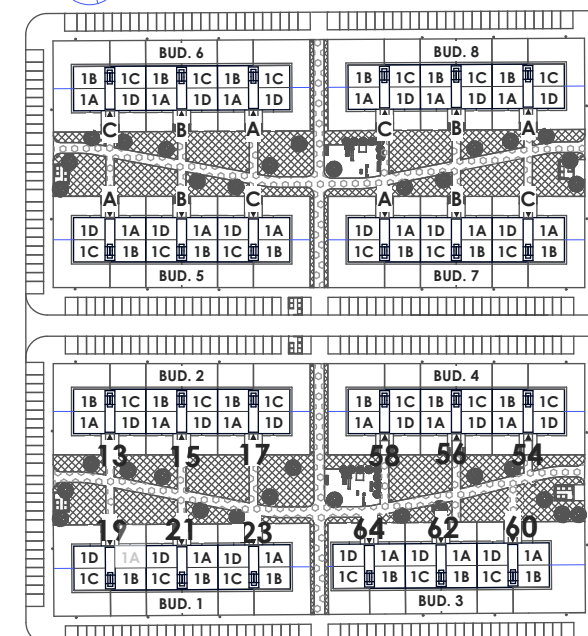 BUD. 6 BUD. 8
1B 1C 1B 1C 1B 1C 1B 1C 1B 1C 1B 1C
1A 1D 1A 1D 1A 1D 1A 1D 1A 1D 1A 1D
C B A C B A
A B C A B C
1D 1A 1D 1A 1D 1A 1D 1A 1D 1A 1D 1A
1C 1B 1C 1B 1C 1B 1C 1B 1C 1B 1C 1B
BUD. 5 BUD. 7
BUD. 2 BUD. 4
1B 1C 1B 1C 1B 1C 1B 1C 1B 1C 1B 1C
1A 1D 1A 1D 1A 1D 1A 1D 1A 1D 1A 1D
13 15 17 58 56 54
19 21 23 64 62 60
1D 1A 1D 1A 1D 1A 1D 1A 1D 1A 1D 1A
1C 1B 1C 1B 1C 1B 1C 1B 1C 1B 1C 1B
BUD. 1 BUD. 3